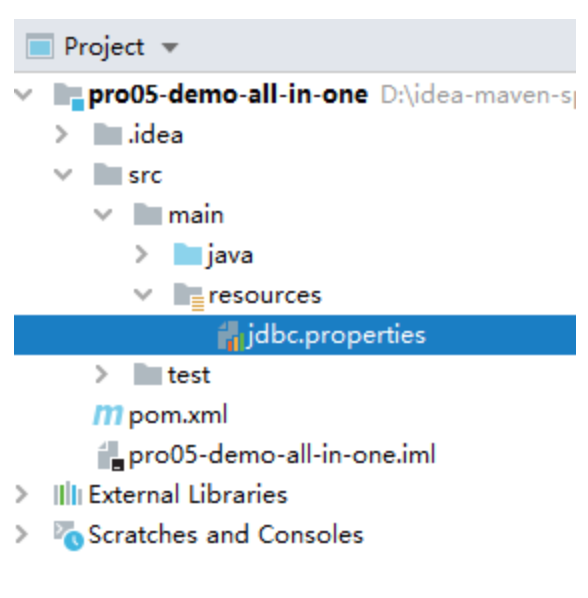 Project
pro05-demo-all-in-one D:\idea-maven-s
.idea
src
main
java
resources
jdbc.properties
test
pom.xml
pro05-demo-all-in-one.iml
External Libraries
Scratches and Consoles